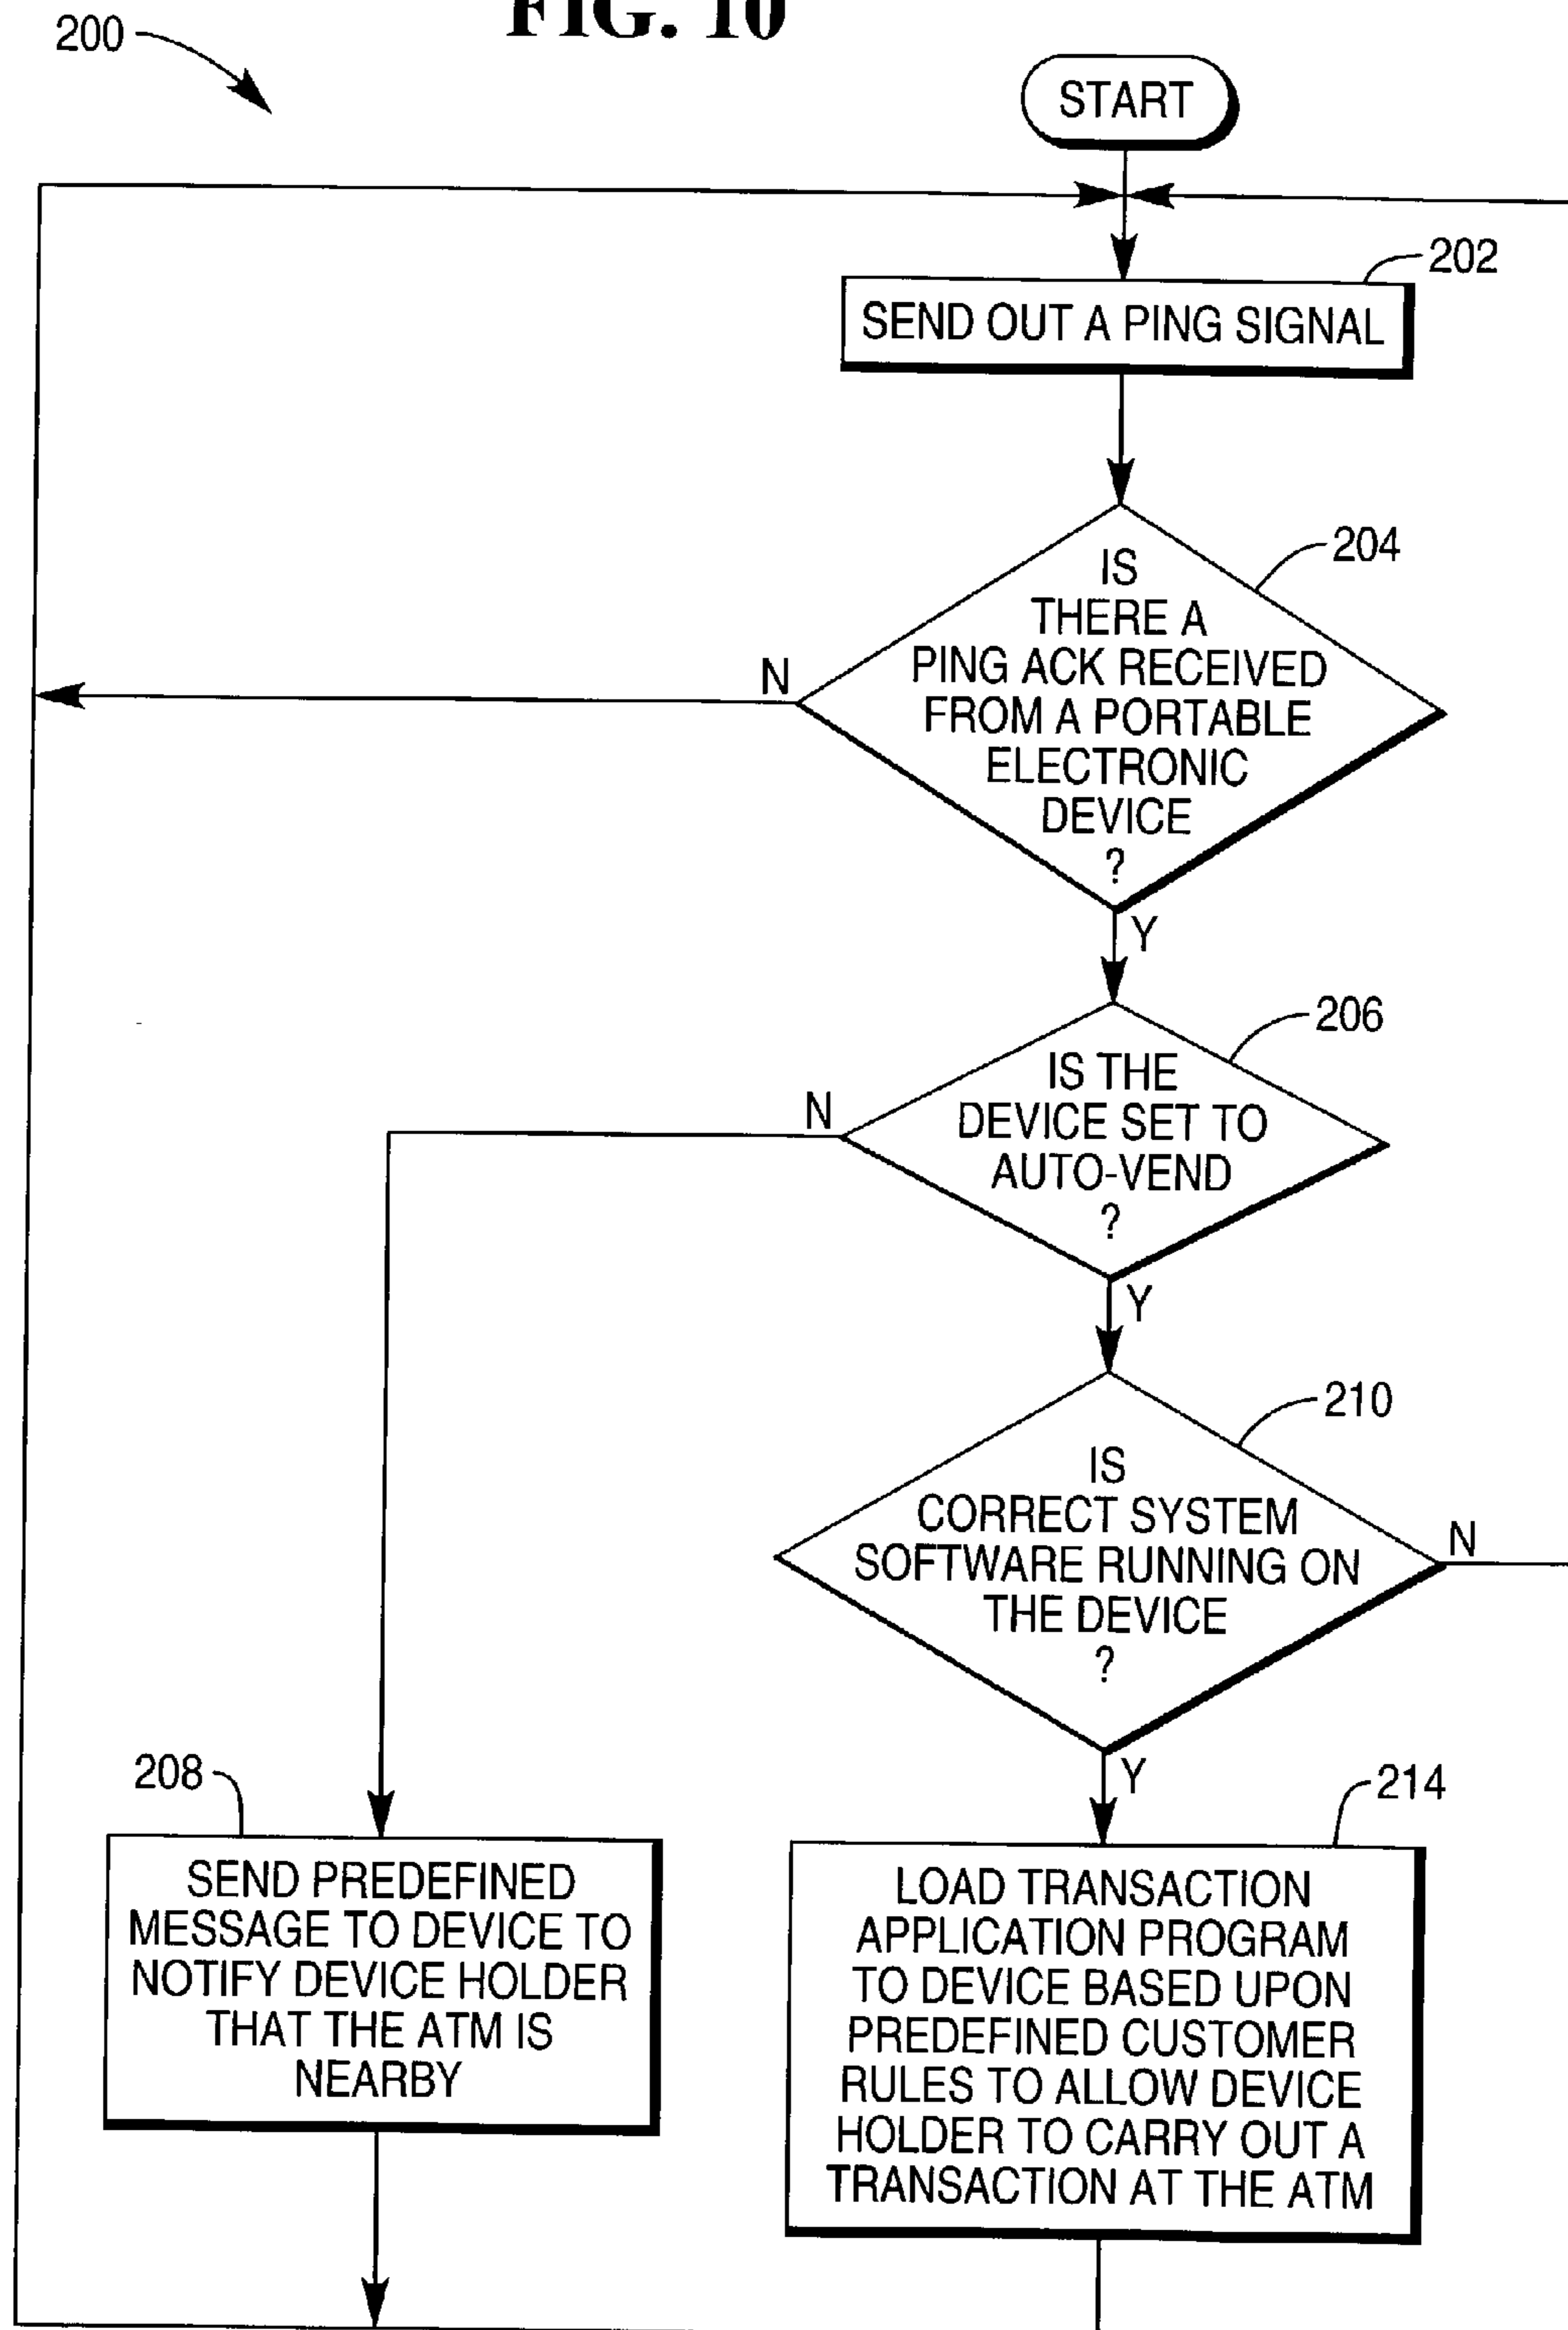 FIG. 10
200
START
202
SEND OUT A PING SIGNAL
204
IS
THERE A
PING ACK RECEIVED
FROM A PORTABLE
ELECTRONIC
DEVICE
?
N
Y
206
IS THE
DEVICE SET TO
AUTO-VEND
?
N
Y
210
IS
CORRECT SYSTEM
SOFTWARE RUNNING ON
THE DEVICE
?
N
Y
208
SEND PREDEFINED
MESSAGE TO DEVICE TO
NOTIFY DEVICE HOLDER
THAT THE ATM IS
NEARBY
214
LOAD TRANSACTION
APPLICATION PROGRAM
TO DEVICE BASED UPON
PREDEFINED CUSTOMER
RULES TO ALLOW DEVICE
HOLDER TO CARRY OUT A
TRANSACTION AT THE ATM